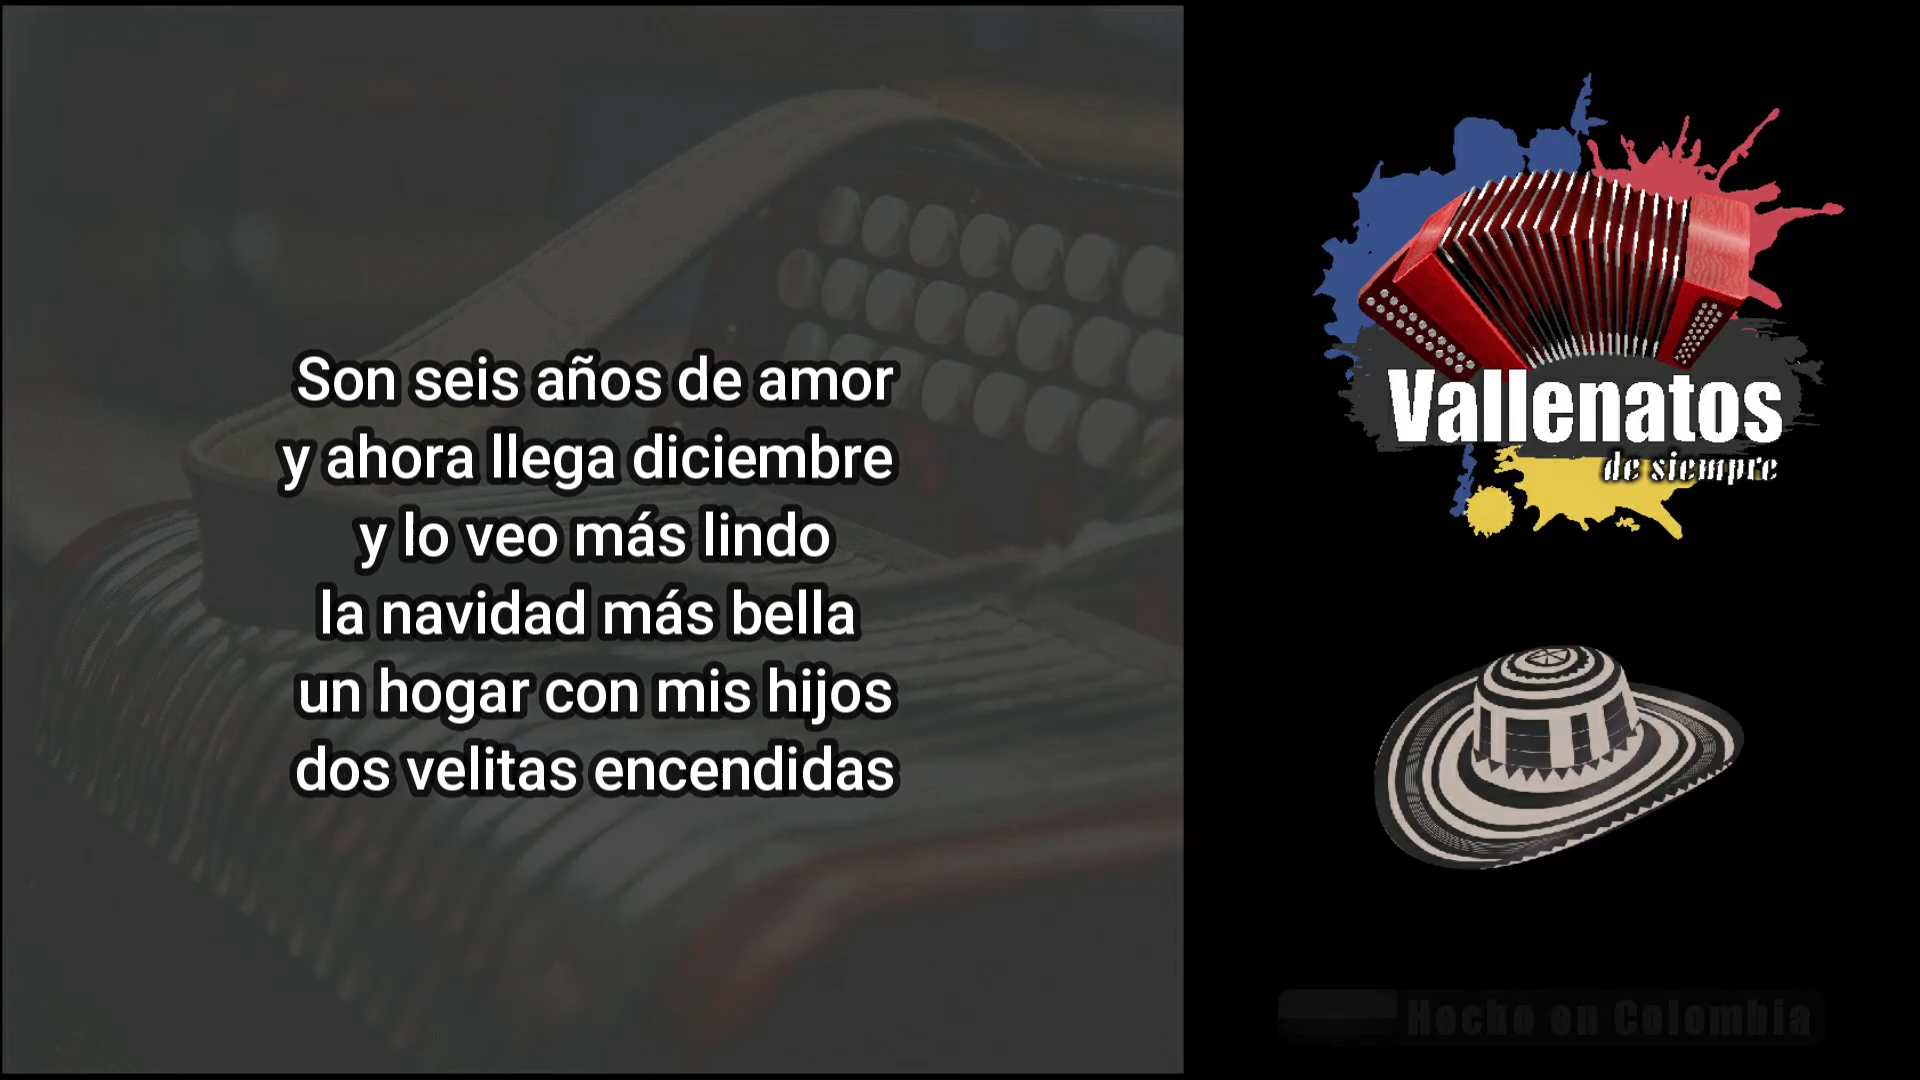 Son seis años de amor
y ahora llega diciembre
y lo veo más lindo
la navidad más bella
un hogar con mis hijos
dos velitas encendidas
Vallenatos
de siempre
Hecho en Colombia